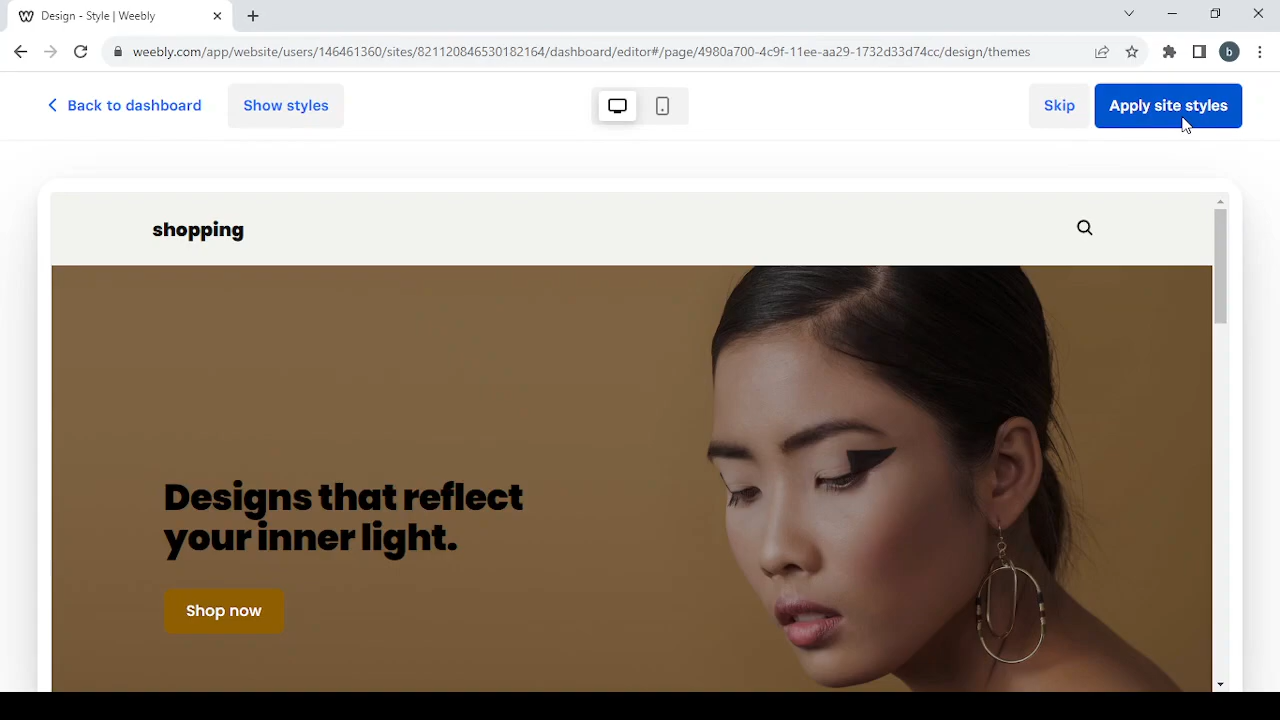 Design - Style | Weebly
weebly.com/app/website/users/146461360/sites/821120846530182164/dashboard/editor#/page/4980a700-4c9f-11ee-aa29-1732d33d74cc/design/themes
b
Back to dashboard
Show styles
Skip
Apply site styles
shopping
Designs that reflect
your inner light.
Shop now